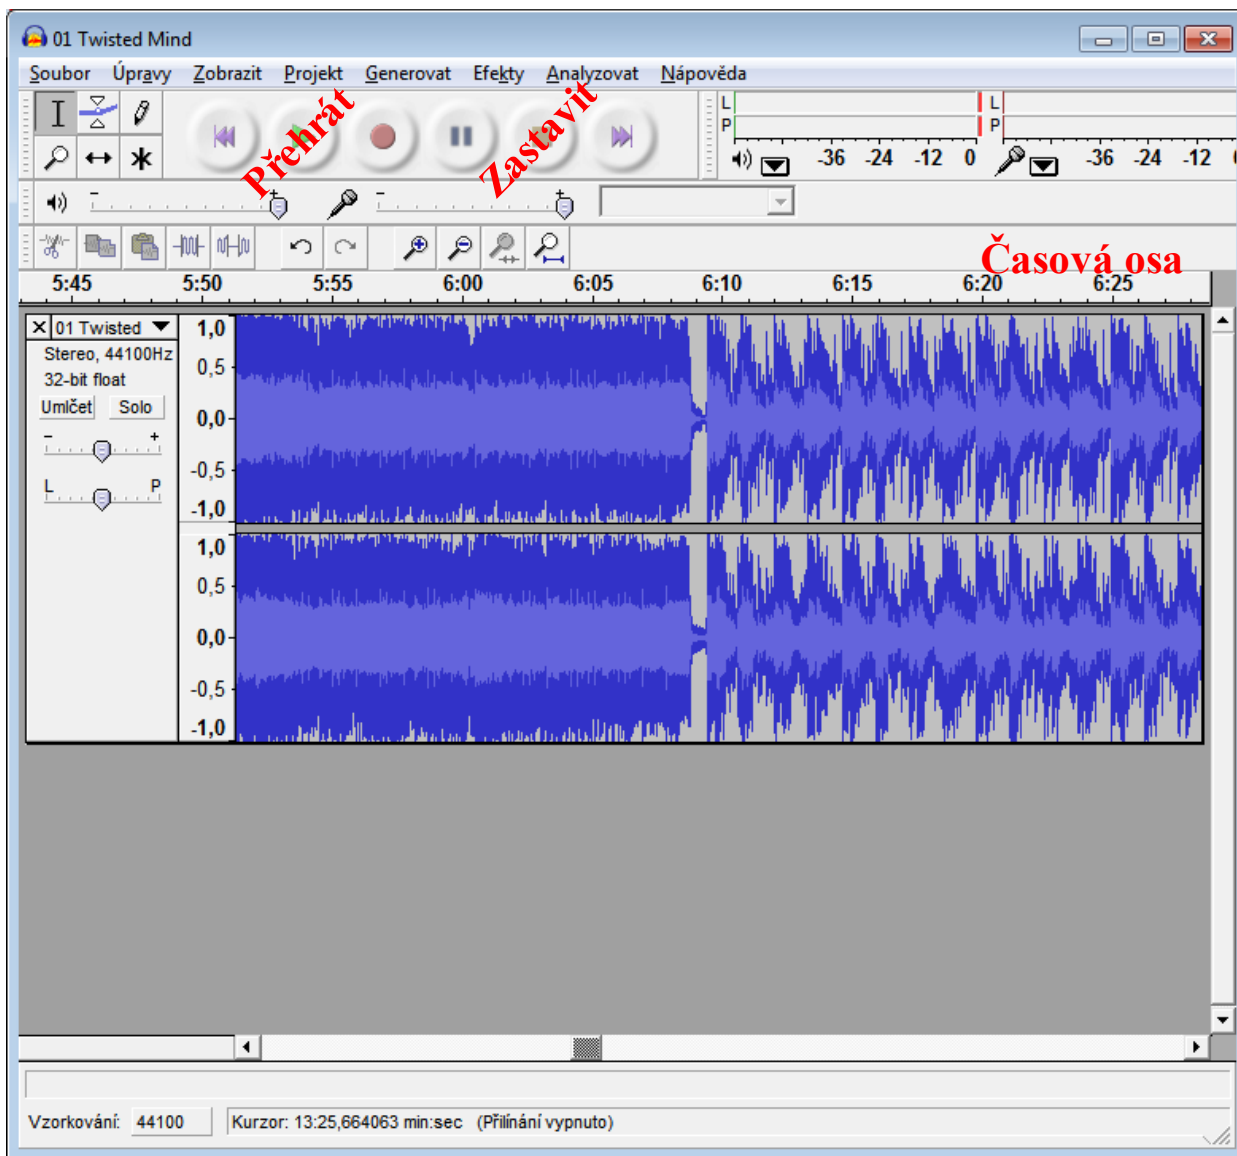 01 Twisted Mind
Soubor Úpravy Zobrazit Projekt Generovat Efekty Analyzovat Nápověda
Přehrát
Zastavit
L
P
-36 -24 -12 0
L
P
-36 -24 -12
Časová osa
5:45 5:50 5:55 6:00 6:05 6:10 6:15 6:20 6:25
01 Twisted
Stereo, 44100Hz
32-bit float
Umlčet Solo
- +
L P
1,0
0,5
0,0
-0,5
-1,0
1,0
0,5
0,0
-0,5
-1,0
Vzorkování: 44100 Kurzor: 13:25,664063 min:sec (Přilínání vypnuto)